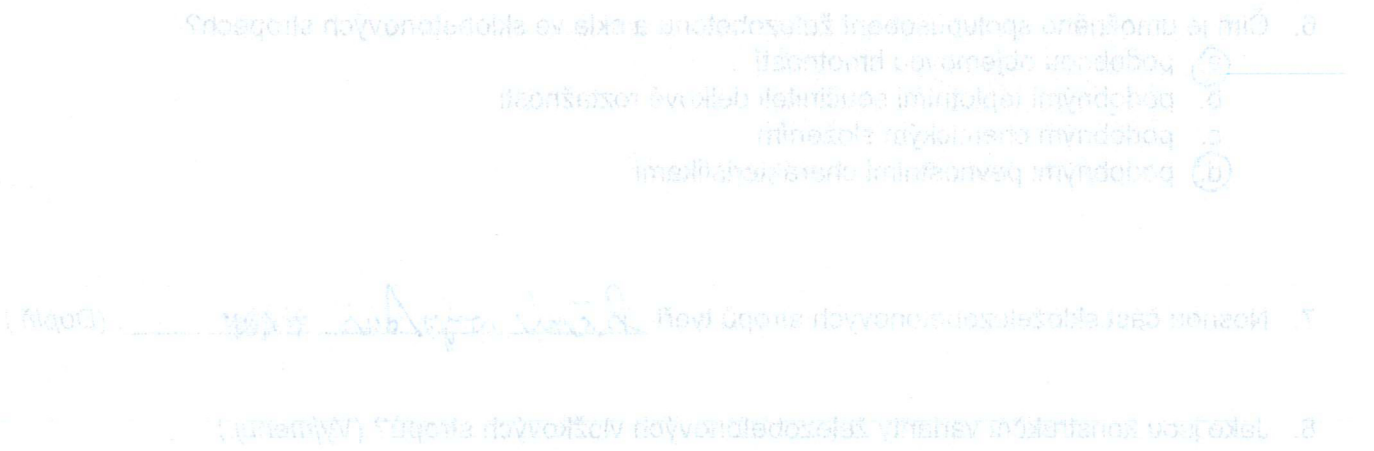 6. Čím je umožněno spolupůsobení železobetonu a skla ve sklobetonových stropech?
a. podobnou objemovou hmotností
b. podobnými teplotními součiniteli délkové roztažnosti
c. podobným chemickým složením
d. podobnými pevnostními charakteristikami
7. Nosnou část skloželezobetonových stropů tvoří (Doplň)
8. Jaké jsou konstrukční varianty železobetonových vložkových stropů? (Vyjmenuj)